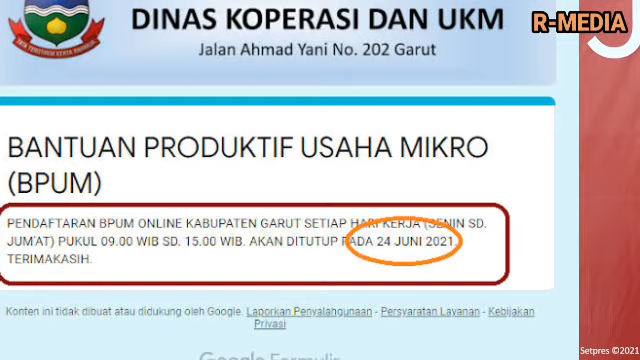 DINAS KOPERASI DAN UKM
R-MEDIA
Jalan Ahmad Yani No. 202 Garut
BANTUAN PRODUKTIF USAHA MIKRO
(BPUM)
PENDAFTARAN BPUM ONLINE KABUPATEN GARUT SETIAP HARI KERJA (SENIN SD.
JUM'AT) PUKUL 09.00 WIB SD. 15.00 WIB. AKAN DITUTUP PADA 24 JUNI 2021.
TERIMAKASIH.
Konten ini tidak dibuat atau didukung oleh Google. Laporkan Penyalahgunaan - Persyaratan Layanan - Kebijakan
Privasi
Google Formulir
Setpres ©2021